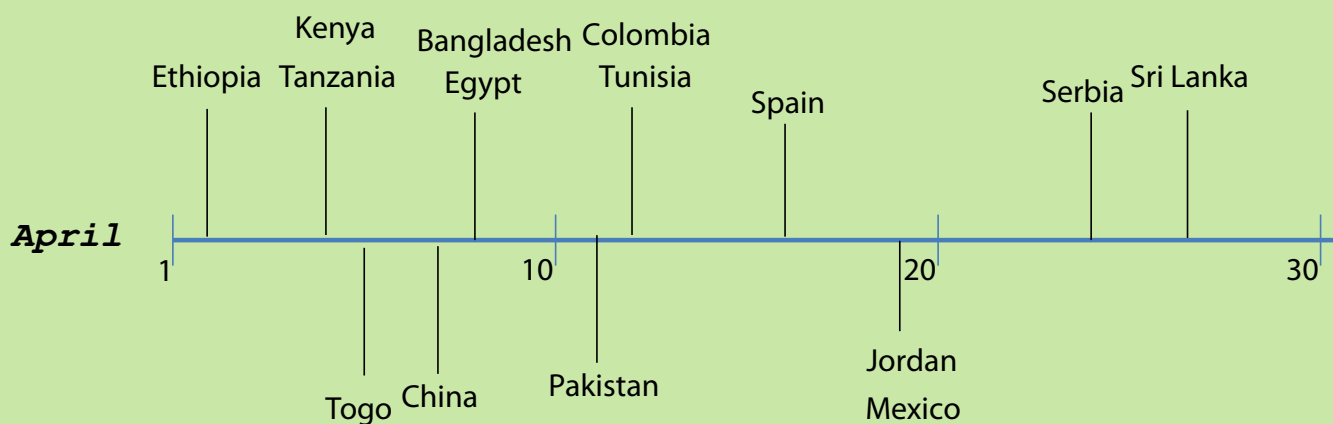 Kenya
Tanzania
Ethiopia
Bangladesh
Egypt
Colombia
Tunisia
Spain
Serbia
Sri Lanka
April
1
10
20
30
Togo
China
Pakistan
Jordan
Mexico